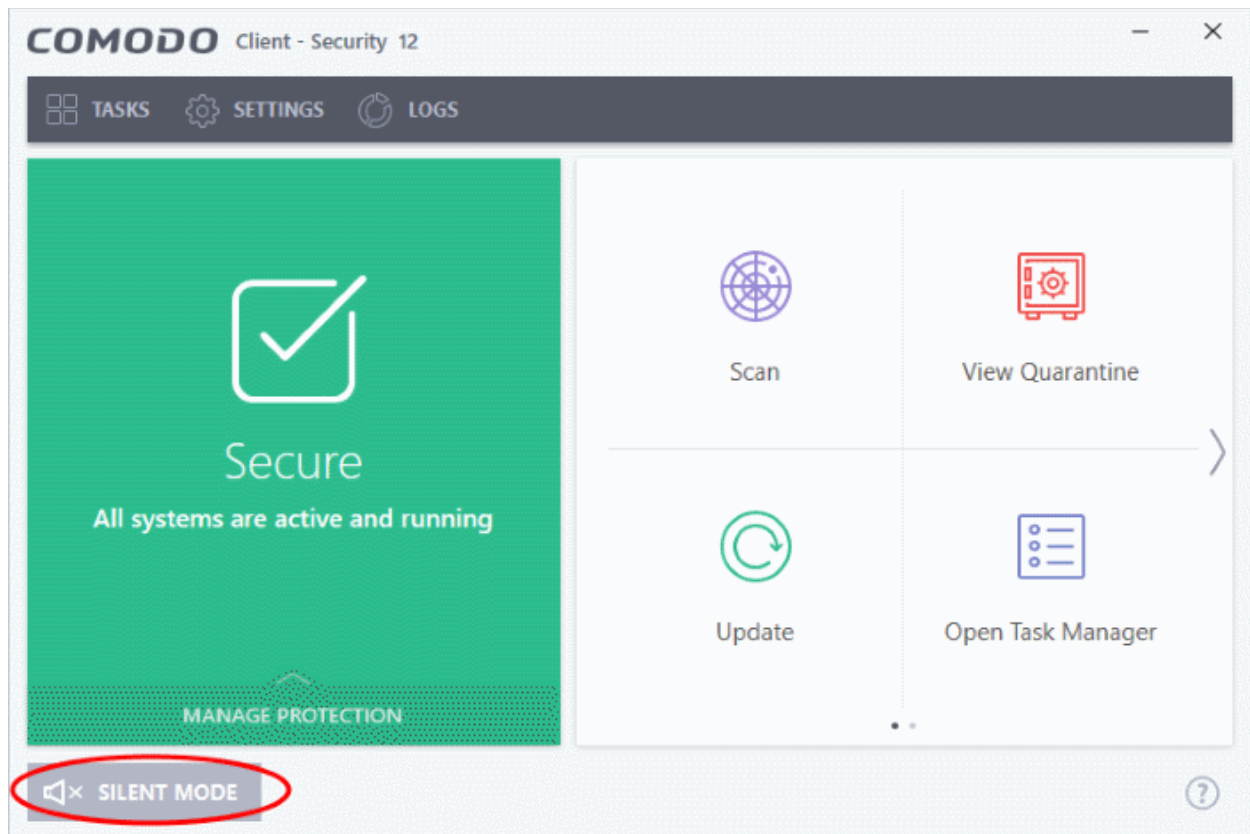 COMODO Client - Security 12
TASKS SETTINGS LOGS
Secure
All systems are active and running
MANAGE PROTECTION
Scan
View Quarantine
Update
Open Task Manager
SILENT MODE
?